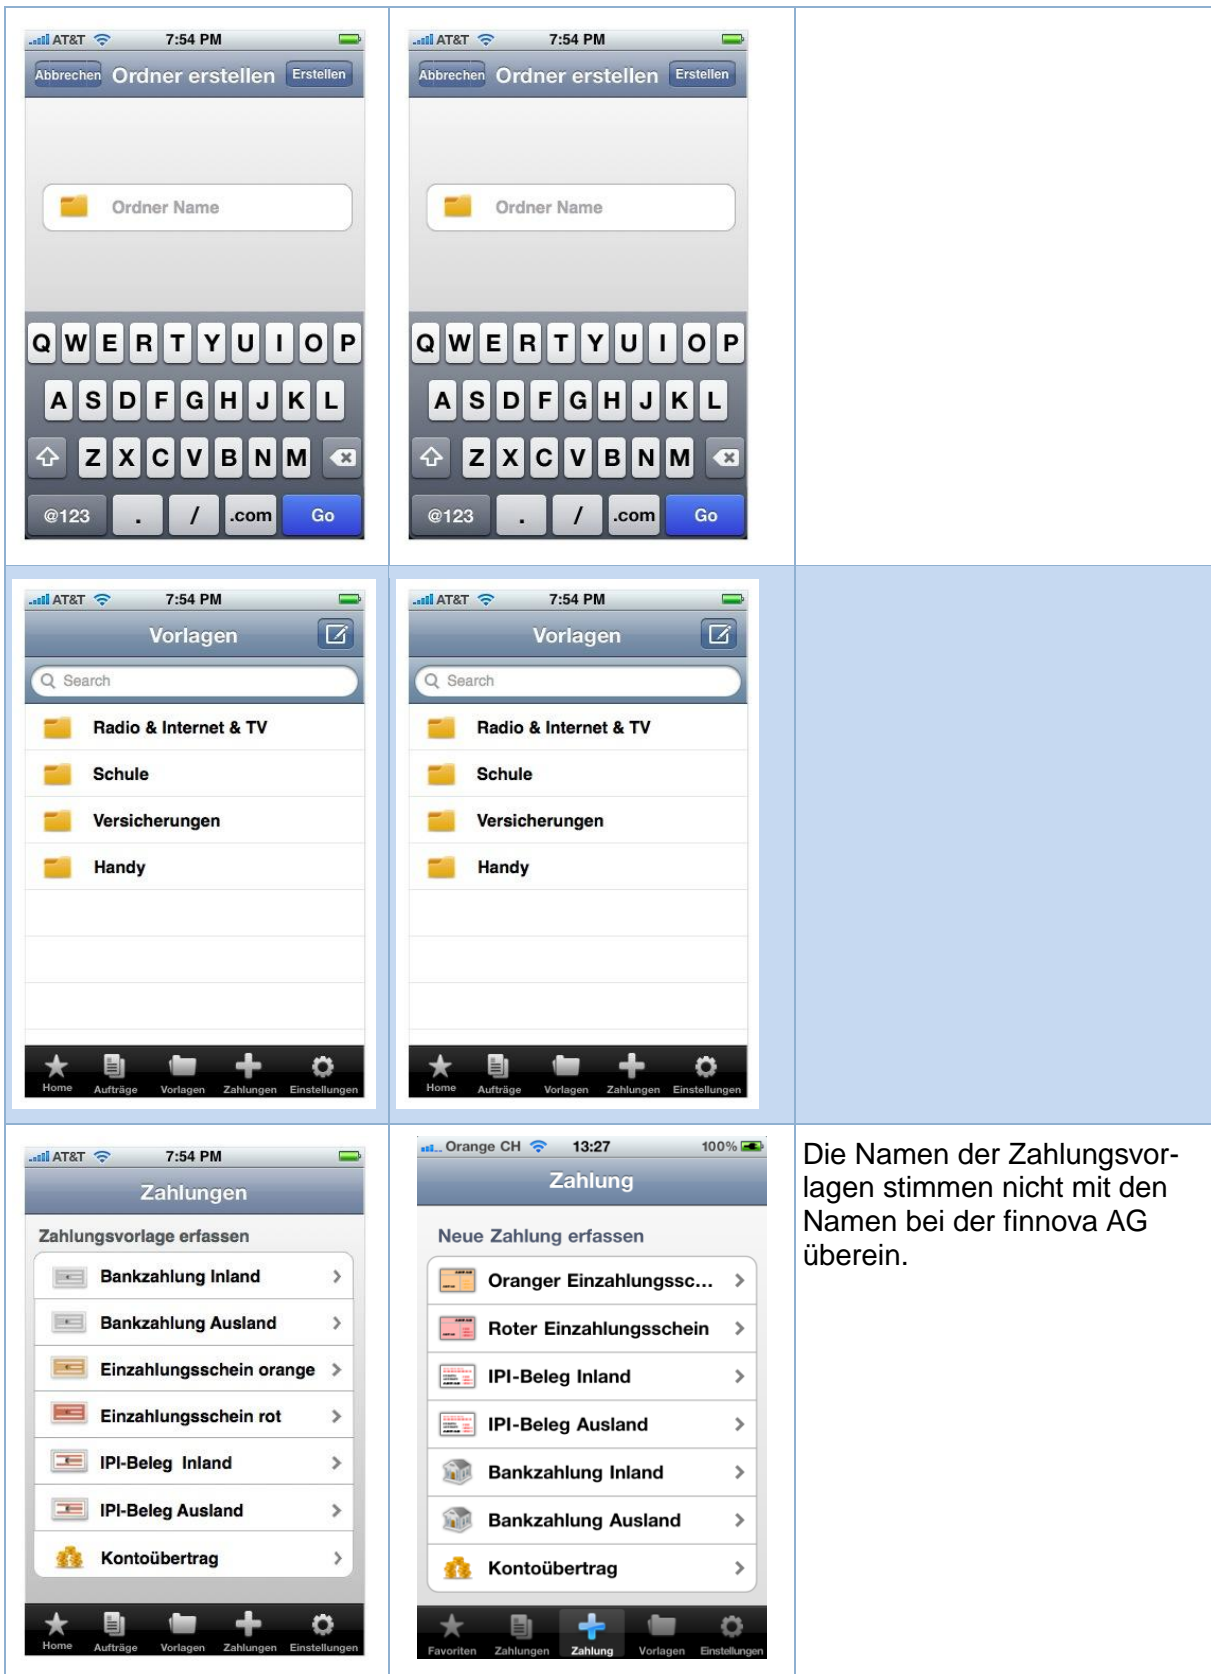 AT&T 7:54 PM
Abbrechen Ordner erstellen Erstellen
Ordner Name
Q W E R T Y U I O P
A S D F G H J K L
Z X C V B N M
@123 . / .com Go
AT&T 7:54 PM
Abbrechen Ordner erstellen Erstellen
Ordner Name
Q W E R T Y U I O P
A S D F G H J K L
Z X C V B N M
@123 . / .com Go
AT&T 7:54 PM
Vorlagen
Search
Radio & Internet & TV
Schule
Versicherungen
Handy
Home Aufträge Vorlagen Zahlungen Einstellungen
AT&T 7:54 PM
Vorlagen
Search
Radio & Internet & TV
Schule
Versicherungen
Handy
Home Aufträge Vorlagen Zahlungen Einstellungen
AT&T 7:54 PM
Zahlungen
Zahlungsvorlage erfassen
Bankzahlung Inland
Bankzahlung Ausland
Einzahlungsschein orange
Einzahlungsschein rot
IPI-Beleg Inland
IPI-Beleg Ausland
Kontoübertrag
Home Aufträge Vorlagen Zahlungen Einstellungen
Orange CH 13:27 100%
Zahlung
Neue Zahlung erfassen
Oranger Einzahlungssc...
Roter Einzahlungsschein
IPI-Beleg Inland
IPI-Beleg Ausland
Bankzahlung Inland
Bankzahlung Ausland
Kontoübertrag
Favoriten Zahlungen Zahlung Vorlagen Einstellungen
Die Namen der Zahlungsvor-
lagen stimmen nicht mit den
Namen bei der finnova AG
überein.